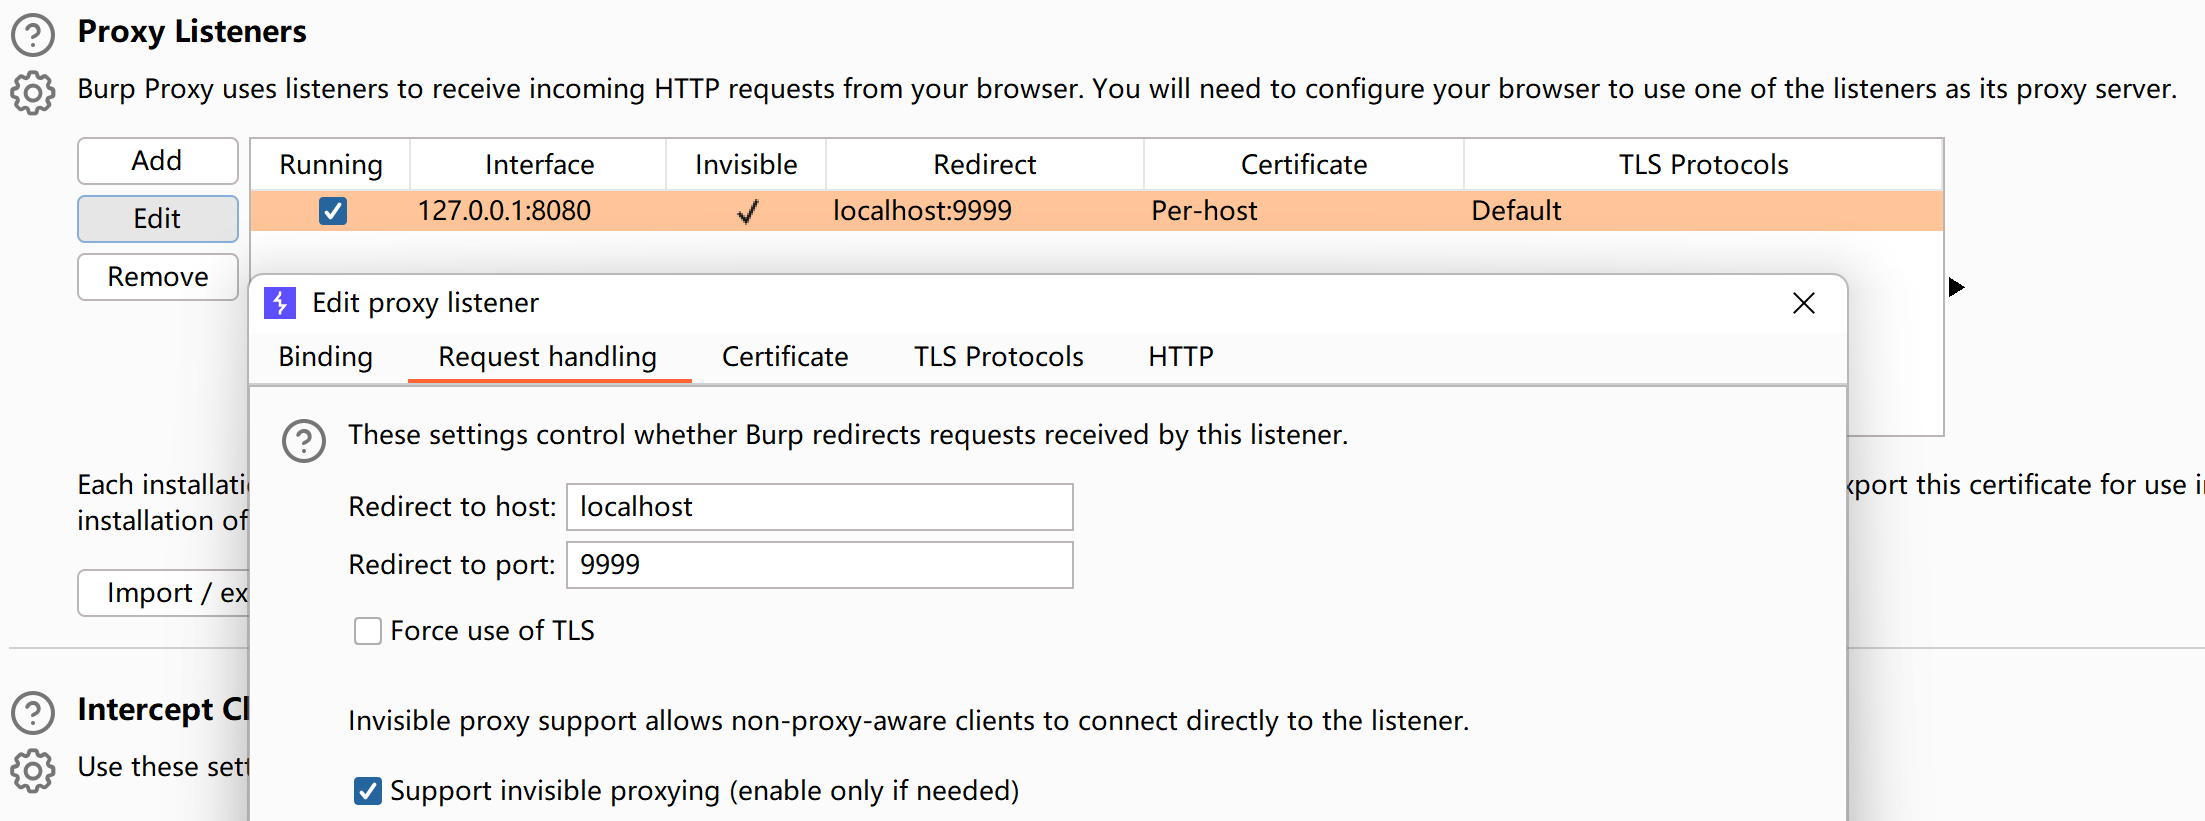 Proxy Listeners
Burp Proxy uses listeners to receive incoming HTTP requests from your browser. You will need to configure your browser to use one of the listeners as its proxy server.
Add
Edit
Remove
Running Interface Invisible Redirect Certificate TLS Protocols
127.0.0.1:8080 localhost:9999 Per-host Default
Edit proxy listener
Binding Request handling Certificate TLS Protocols HTTP
These settings control whether Burp redirects requests received by this listener.
Each installati
xport this certificate for use i
installation of
Redirect to host: localhost
Redirect to port: 9999
Import / ex
Force use of TLS
Intercept Cl
Invisible proxy support allows non-proxy-aware clients to connect directly to the listener.
Use these sett
Support invisible proxying (enable only if needed)